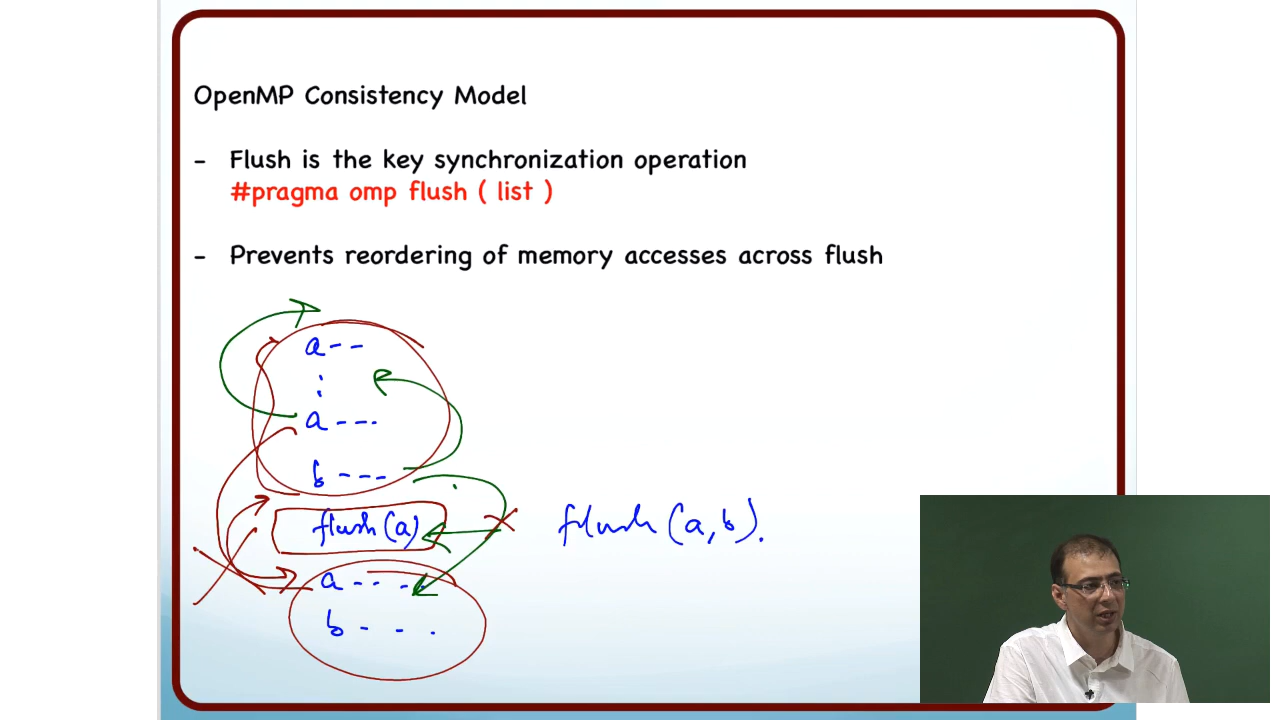 OpenMP Consistency Model
- Flush is the key synchronization operation
#pragma omp flush ( list )
- Prevents reordering of memory accesses across flush
a - -
:
a - - -
b - - -
flush(a)
flush(a,b).
a - - - -
b - - -